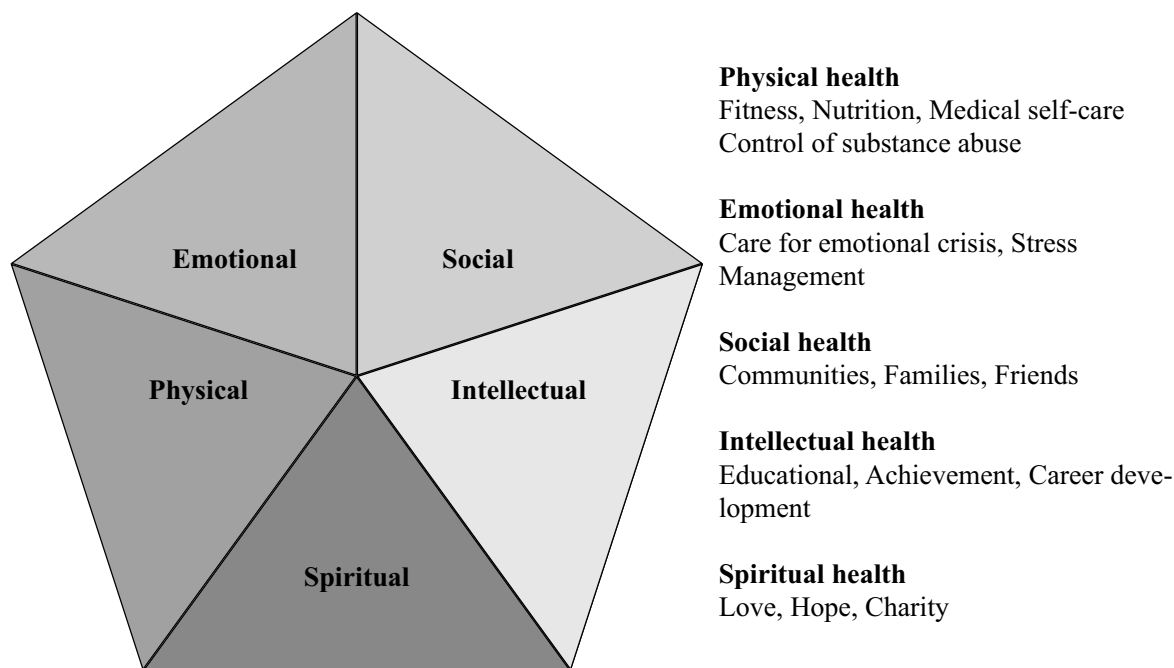 Emotional
Social
Physical
Intellectual
Spiritual
Physical health
Fitness, Nutrition, Medical self-care
Control of substance abuse
Emotional health
Care for emotional crisis, Stress
Management
Social health
Communities, Families, Friends
Intellectual health
Educational, Achievement, Career deve-
lopment
Spiritual health
Love, Hope, Charity